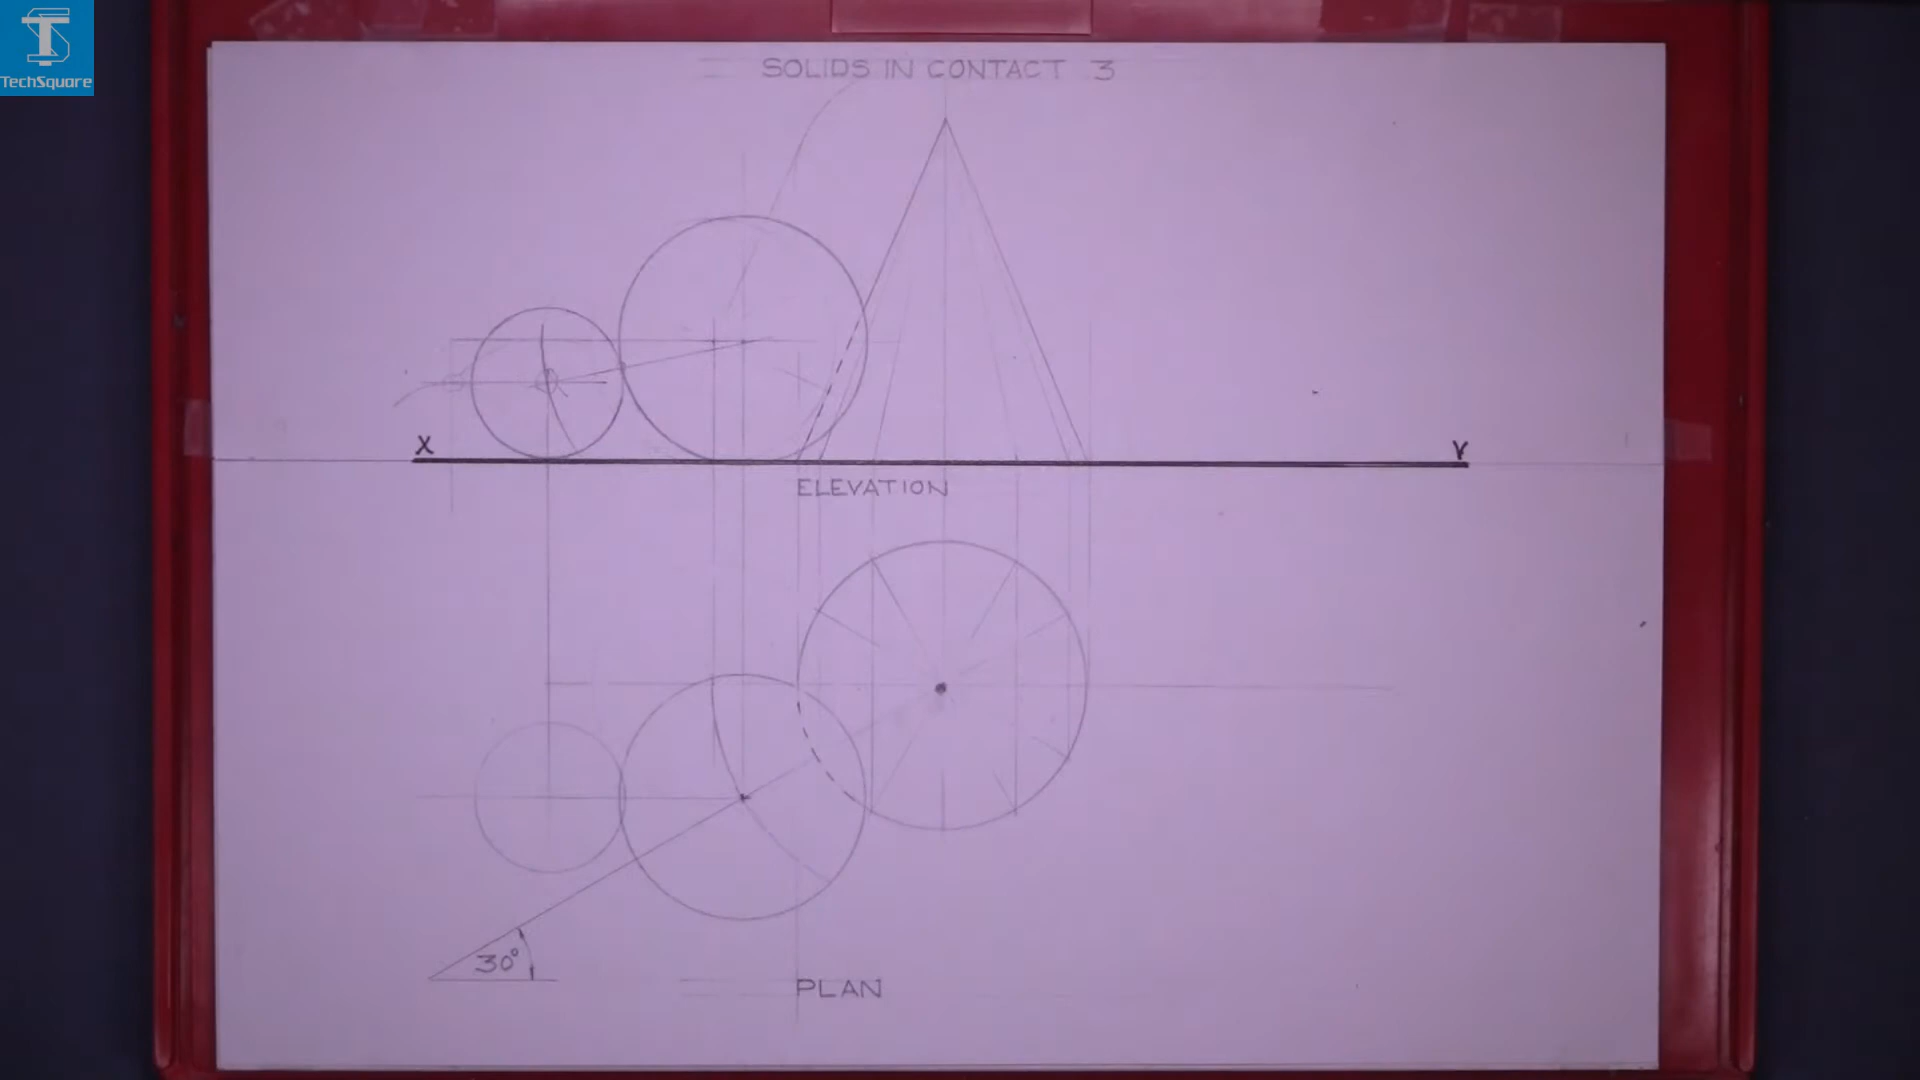 TechSquare
SOLIDS IN CONTACT 3
X
Y
ELEVATION
30°
PLAN